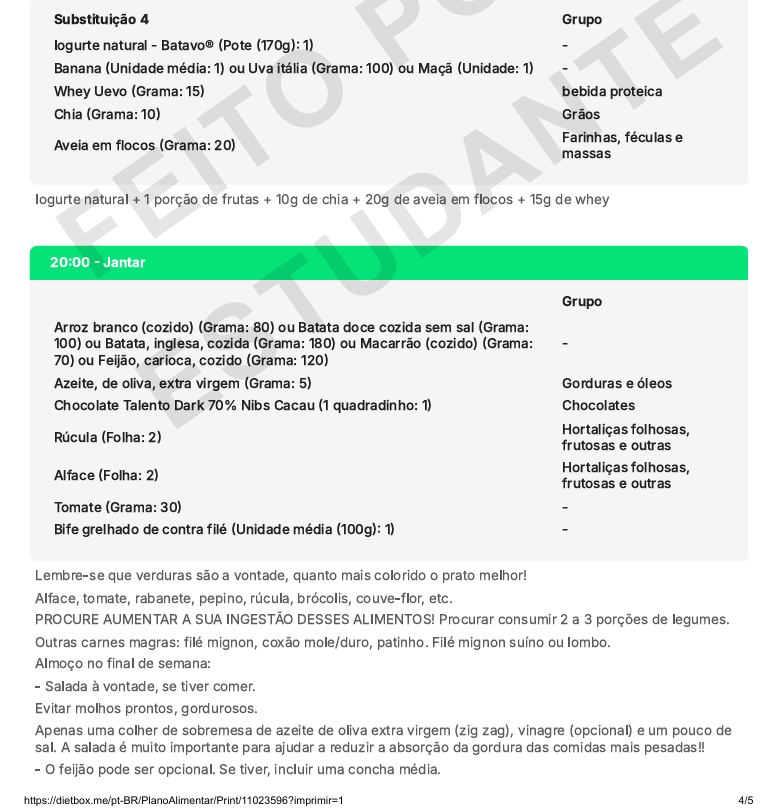 Substituição 4 Grupo
Iogurte natural - Batavo® (Pote (170g): 1) -
Banana (Unidade média: 1) ou Uva itália (Grama: 100) ou Maçã (Unidade: 1) -
Whey Uevo (Grama: 15) bebida proteica
Chia (Grama: 10) Grãos
Aveia em flocos (Grama: 20) Farinhas, féculas e
massas
Iogurte natural + 1 porção de frutas + 10g de chia + 20g de aveia em flocos + 15g de whey
FEITO PO
ESTUDANTE
20:00 - Jantar
Grupo
Arroz branco (cozido) (Grama: 80) ou Batata doce cozida sem sal (Grama:
100) ou Batata, inglesa, cozida (Grama: 180) ou Macarrão (cozido) (Grama: -
70) ou Feijão, carioca, cozido (Grama: 120)
Azeite, de oliva, extra virgem (Grama: 5) Gorduras e óleos
Chocolate Talento Dark 70% Nibs Cacau (1 quadradinho: 1) Chocolates
Rúcula (Folha: 2) Hortaliças folhosas,
frutosas e outras
Alface (Folha: 2) Hortaliças folhosas,
frutosas e outras
Tomate (Grama: 30) -
Bife grelhado de contra filé (Unidade média (100g): 1) -
Lembre-se que verduras são a vontade, quanto mais colorido o prato melhor!
Alface, tomate, rabanete, pepino, rúcula, brócolis, couve-flor, etc.
PROCURE AUMENTAR A SUA INGESTÃO DESSES ALIMENTOS! Procurar consumir 2 a 3 porções de legumes.
Outras carnes magras: filé mignon, coxão mole/duro, patinho. Filé mignon suíno ou lombo.
Almoço no final de semana:
- Salada à vontade, se tiver comer.
Evitar molhos prontos, gordurosos.
Apenas uma colher de sobremesa de azeite de oliva extra virgem (zig zag), vinagre (opcional) e um pouco de
sal. A salada é muito importante para ajudar a reduzir a absorção da gordura das comidas mais pesadas!!
- O feijão pode ser opcional. Se tiver, incluir uma concha média.
https://dietbox.me/pt-BR/PlanoAlimentar/Print/11023596?imprimir=1 4/5